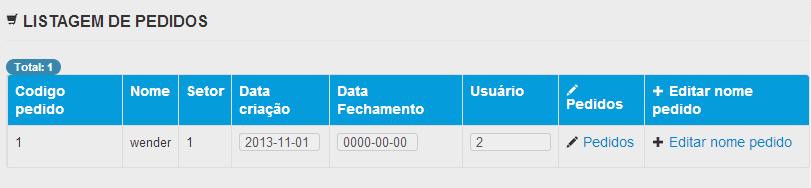 LISTAGEM DE PEDIDOS
Total: 1
Codigo pedido Nome Setor Data criação Data Fechamento Usuário Pedidos Editar nome pedido
1 wender 1 2013-11-01 0000-00-00 2 Pedidos Editar nome pedido